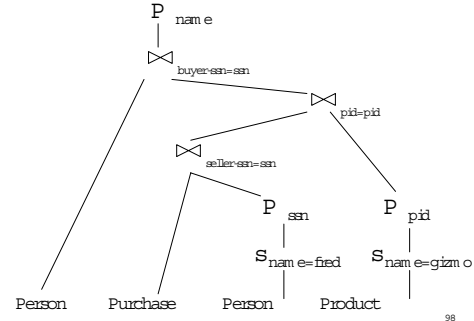 P name
buyer-ssn=ssn
pid=pid
seller-ssn=ssn
P ssn
P pid
S name=fred
S name=gizmo
Person Purchase Person Product
98